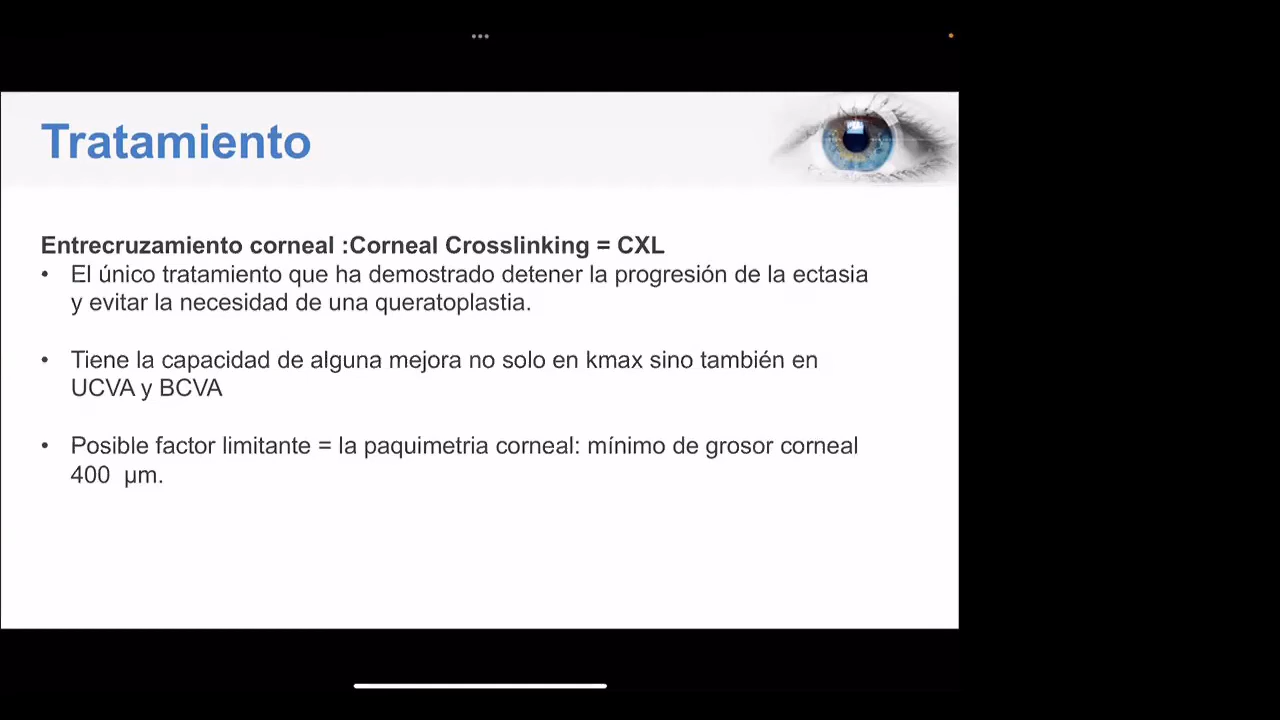 Tratamiento
Entrecruzamiento corneal :Corneal Crosslinking = CXL
• El único tratamiento que ha demostrado detener la progresión de la ectasia
y evitar la necesidad de una queratoplastia.
• Tiene la capacidad de alguna mejora no solo en kmax sino también en
UCVA y BCVA
• Posible factor limitante = la paquimetria corneal: mínimo de grosor corneal
400 μm.